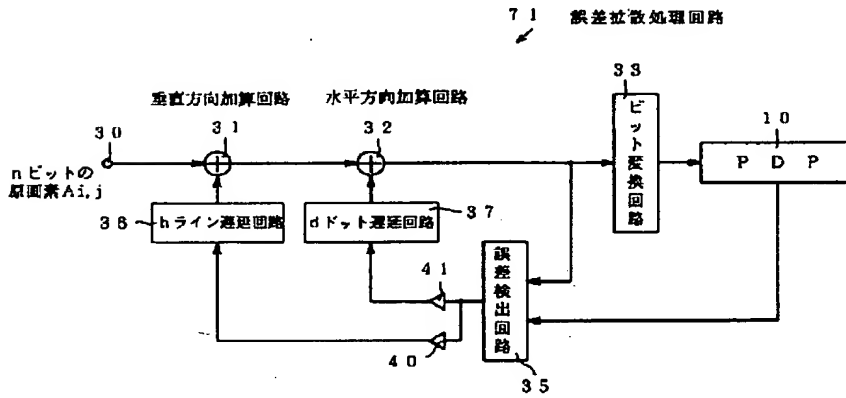 71 誤差拡散処理回路
33
垂直方向加算回路 水平方向加算回路
30 31 32
ビット変換回路
10
PDP
nビットの
原画素Ai,j
36 hライン遅延回路
dドット遅延回路 37
41
誤差検出回路
40
35